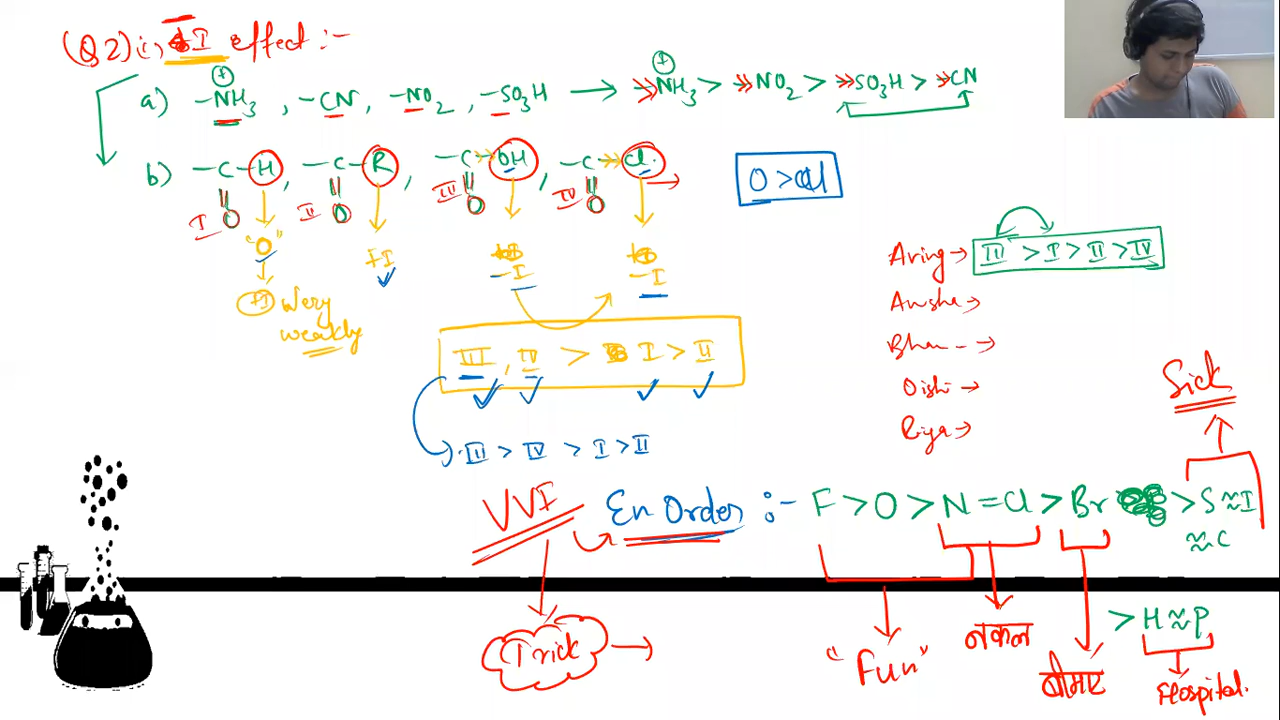 (Q2) i, -I effect :-
a) -NH₃⊕, -CN, -NO₂, -SO₃H → »NH₃⊕ > »NO₂ > »SO₃H > »CN
b) -C-H, -C-R, -C»OH, -C»Cl.
I O II O III O IV O
O > Cl
"O"
+I
-I
-I
+I Very
weakly
Aring → III > I > II > IV
Anshu →
Bhan - →
Oishi →
Riya →
III, IV > I > II
III > IV > I > II
Sick
VVI
En Order :- F > O > N = Cl > Br > S ≈ I
≈ C
> H ≈ P
Trick →
"Fun"
नकल
बीमार
Hospital.